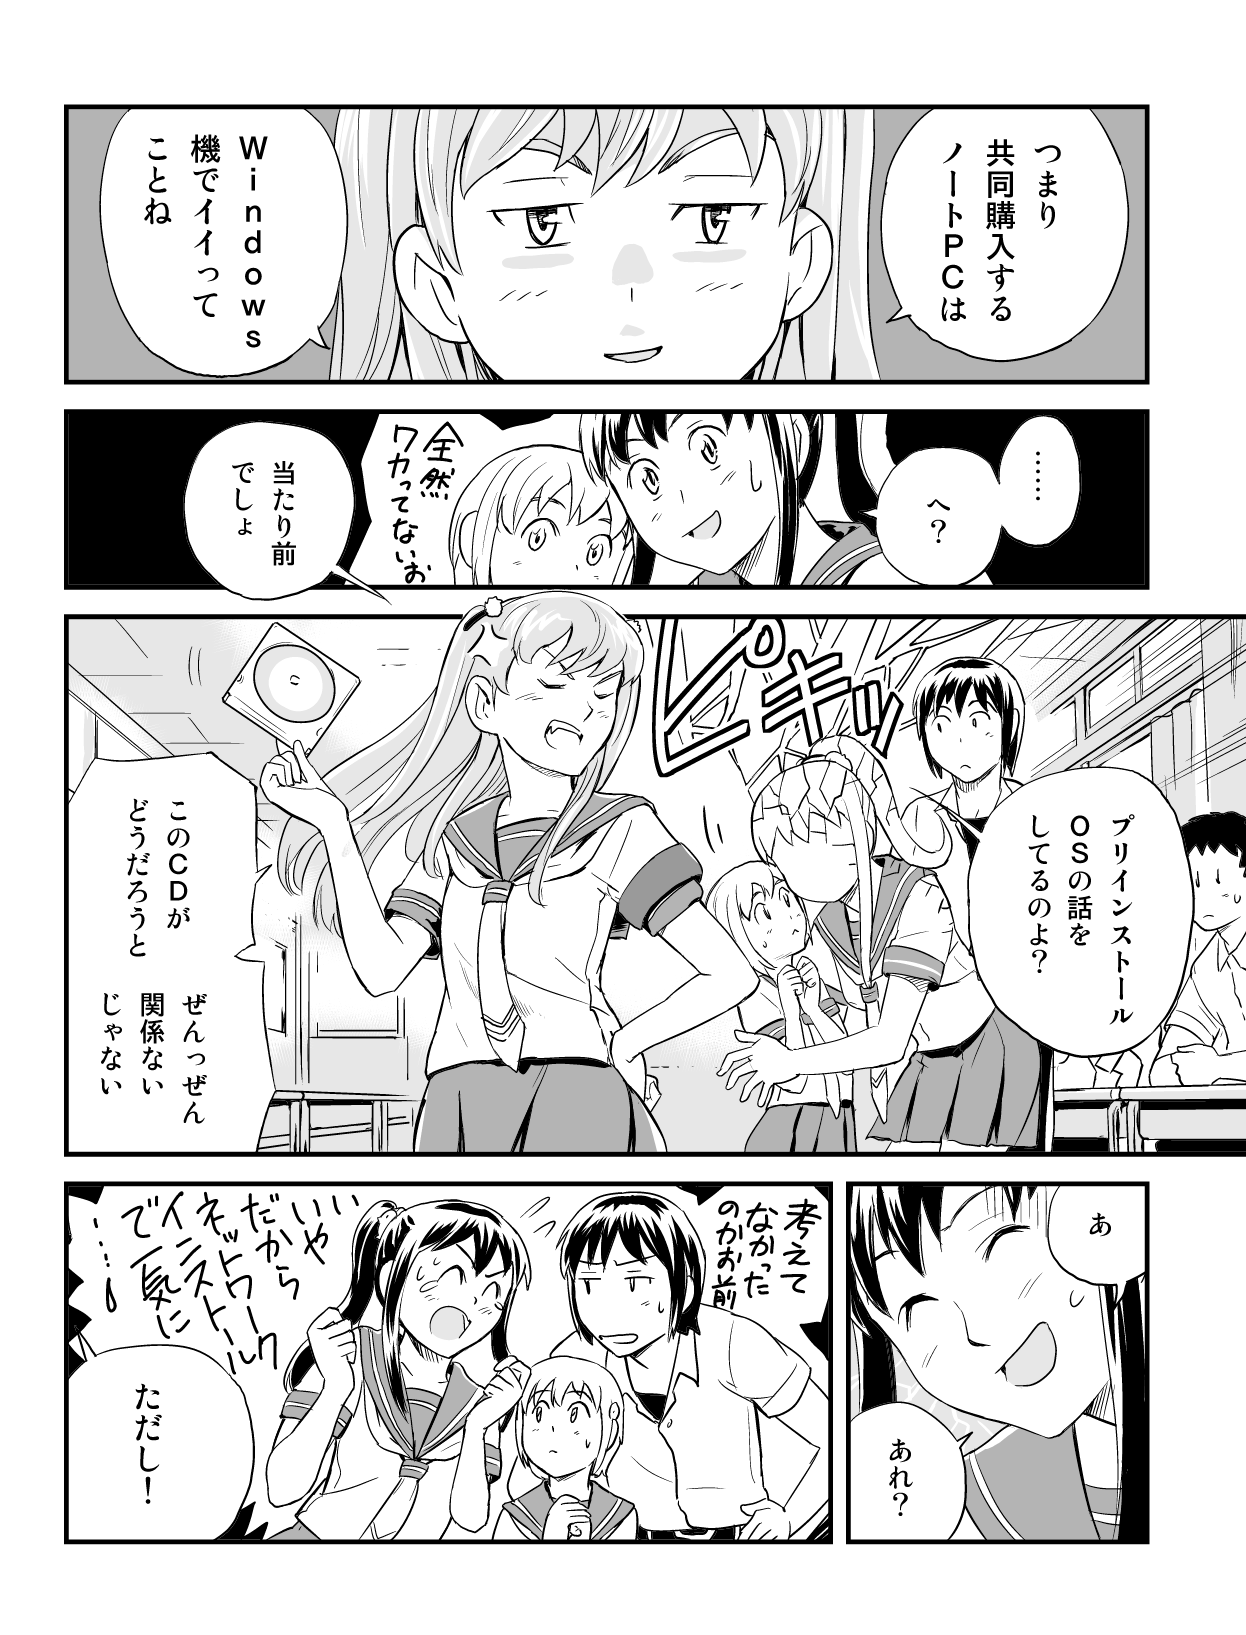 つまり
共同購入する
ノートPCは
Windows
機でイイって
ことね
……
へ?
全然
ワカってないぉ
当たり前
でしょ
ピキッ
プリインストール
OSの話を
してるのよ?
このCDが
どうだろうと
ぜんっぜん
関係ない
じゃない
あ
あれ?
考えて
なかった
のかお前
いいや
だから
ネットワーク
インストール
で一気に
……!
ただし!